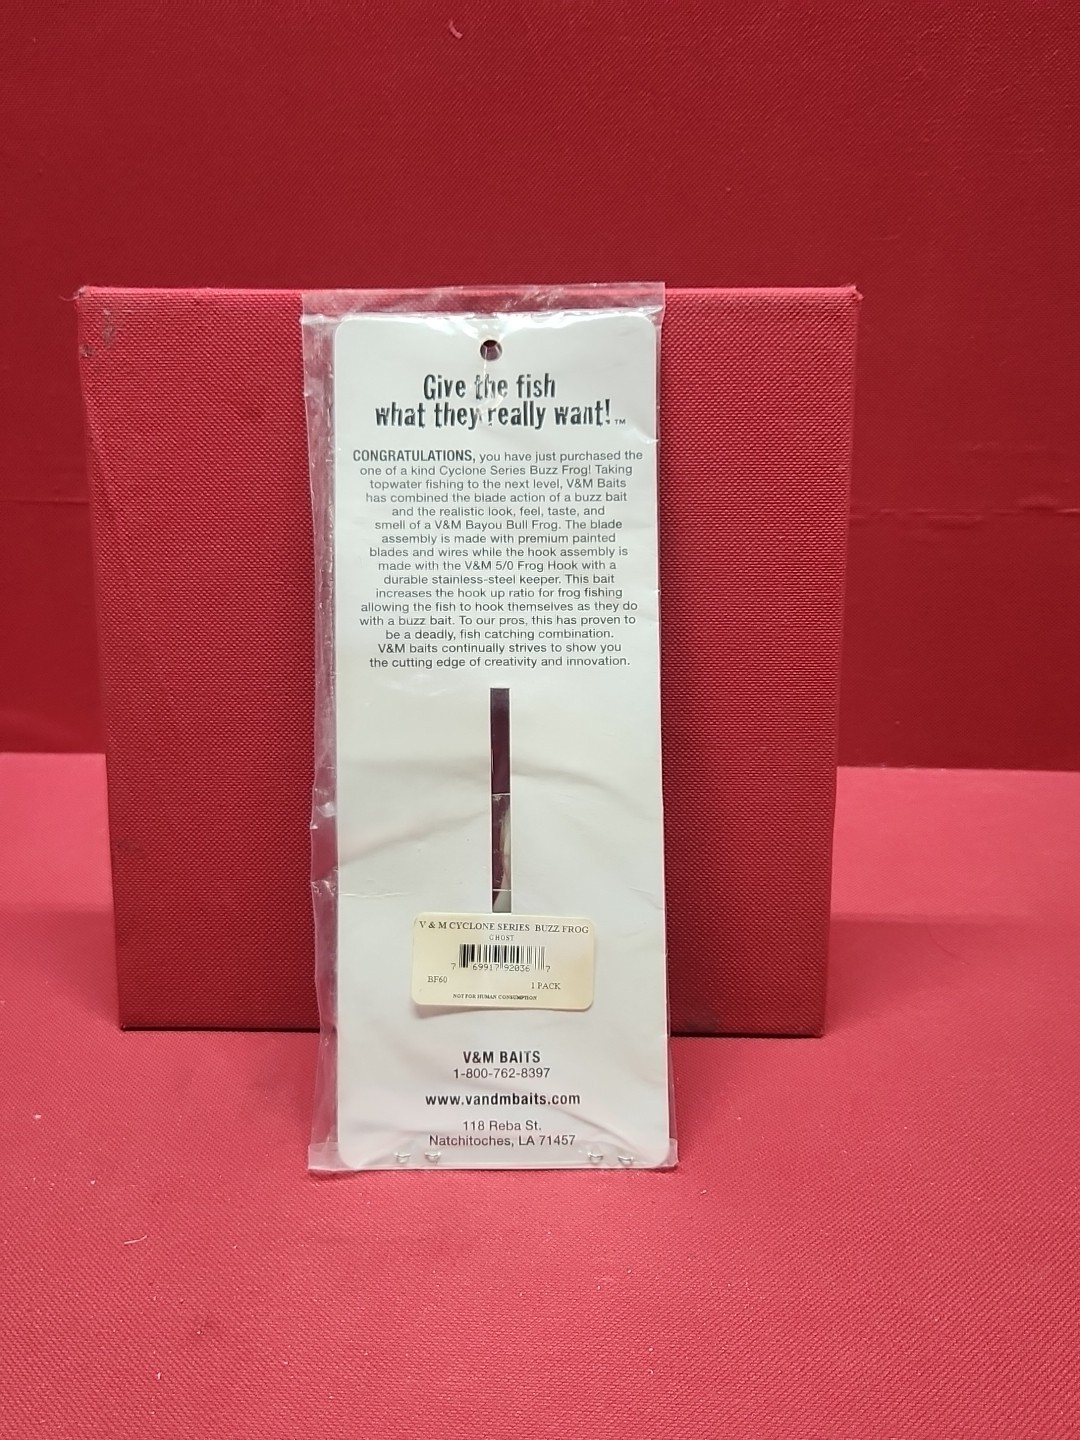 Give the fish
what they really want!™
CONGRATULATIONS, you have just purchased the
one of a kind Cyclone Series Buzz Frog! Taking
topwater fishing to the next level, V&M Baits
has combined the blade action of a buzz bait
and the realistic look, feel, taste, and
smell of a V&M Bayou Bull Frog. The blade
assembly is made with premium painted
blades and wires while the hook assembly is
made with the V&M 5/0 Frog Hook with a
durable stainless-steel keeper. This bait
increases the hook up ratio for frog fishing
allowing the fish to hook themselves as they do
with a buzz bait. To our pros, this has proven to
be a deadly, fish catching combination.
V&M baits continually strives to show you
the cutting edge of creativity and innovation.
V & M CYCLONE SERIES BUZZ FROG
GHOST
7 69917 92036 7
BF60 1 PACK
NOT FOR HUMAN CONSUMPTION
V&M BAITS
1-800-762-8397
www.vandmbaits.com
118 Reba St.
Natchitoches, LA 71457